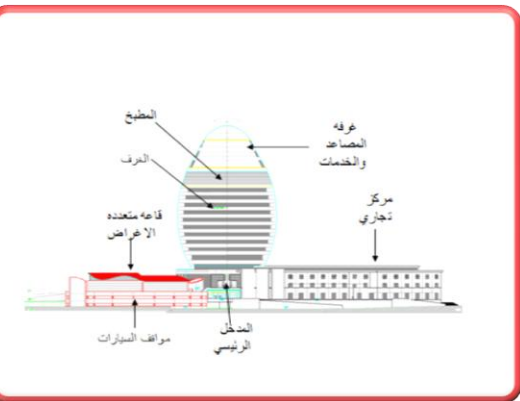 المطبخ
غرفه
المصاعد
والخدمات
الغرف
مركز
تجاري
قاعه متعدده
الاغراض
المدخل
الرئيسي
مواقف السيارات